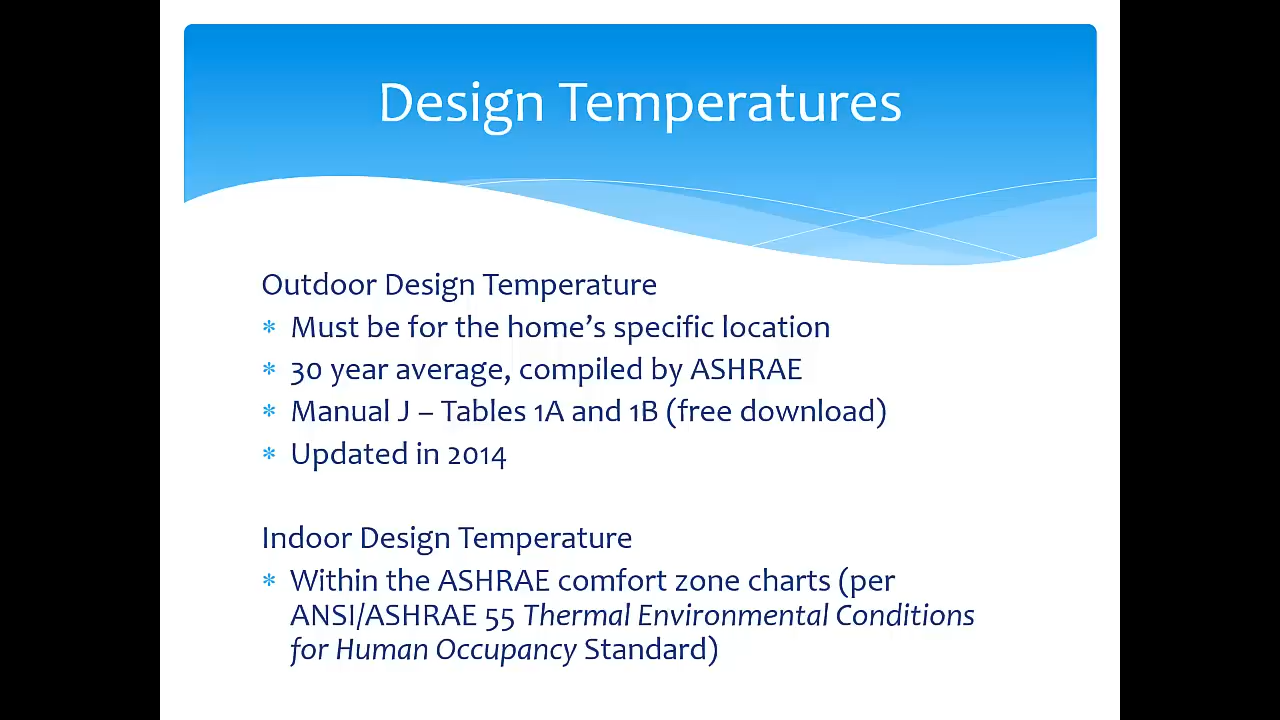 Design Temperatures
Outdoor Design Temperature
* Must be for the home's specific location
* 30 year average, compiled by ASHRAE
* Manual J – Tables 1A and 1B (free download)
* Updated in 2014
Indoor Design Temperature
* Within the ASHRAE comfort zone charts (per
ANSI/ASHRAE 55 Thermal Environmental Conditions
for Human Occupancy Standard)